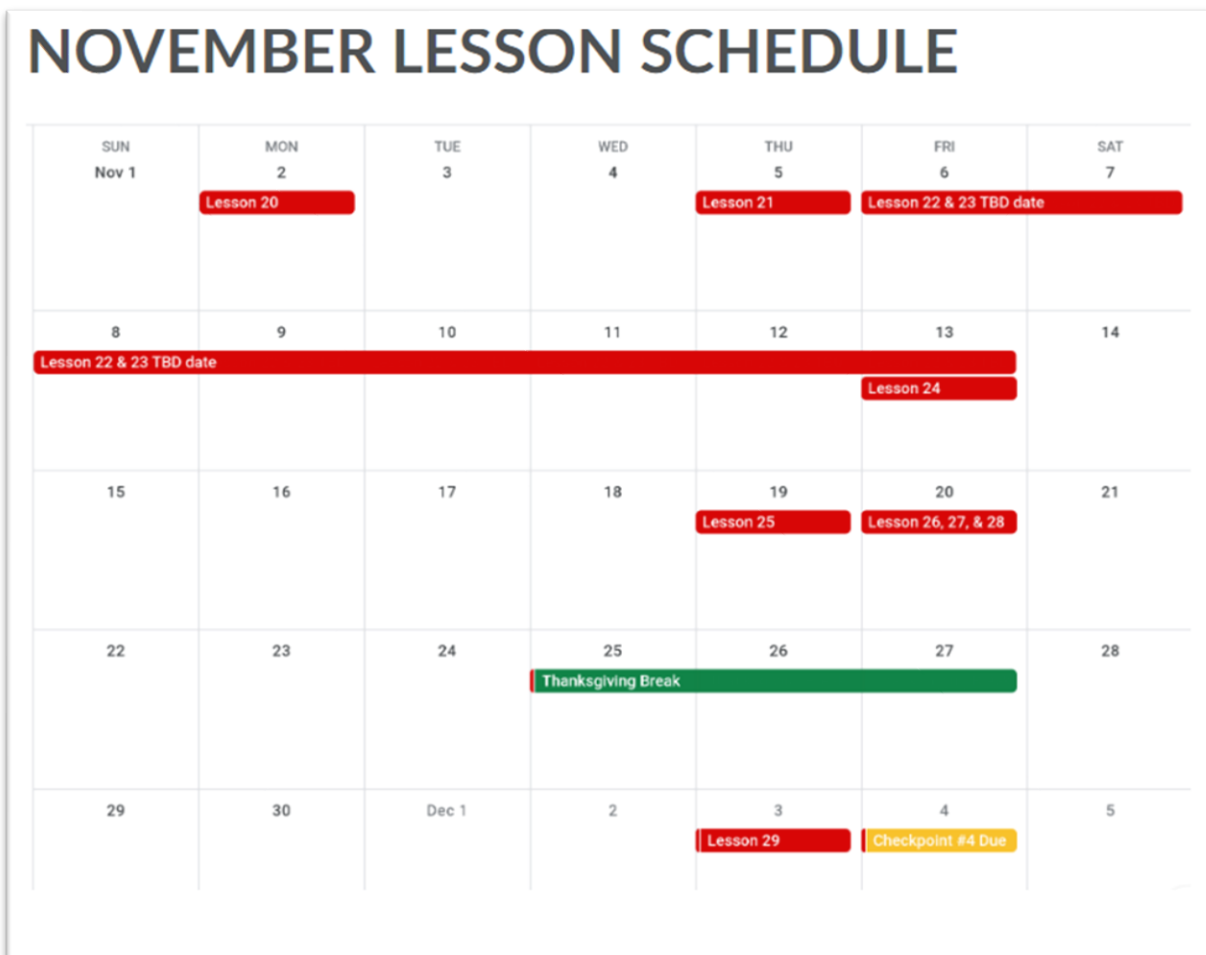 NOVEMBER LESSON SCHEDULE
SUN MON TUE WED THU FRI SAT
Nov 1 2 3 4 5 6 7
Lesson 20 Lesson 21 Lesson 22 & 23 TBD date
8 9 10 11 12 13 14
Lesson 22 & 23 TBD date
Lesson 24
15 16 17 18 19 20 21
Lesson 25 Lesson 26, 27, & 28
22 23 24 25 26 27 28
Thanksgiving Break
29 30 Dec 1 2 3 4 5
Lesson 29 Checkpoint #4 Due